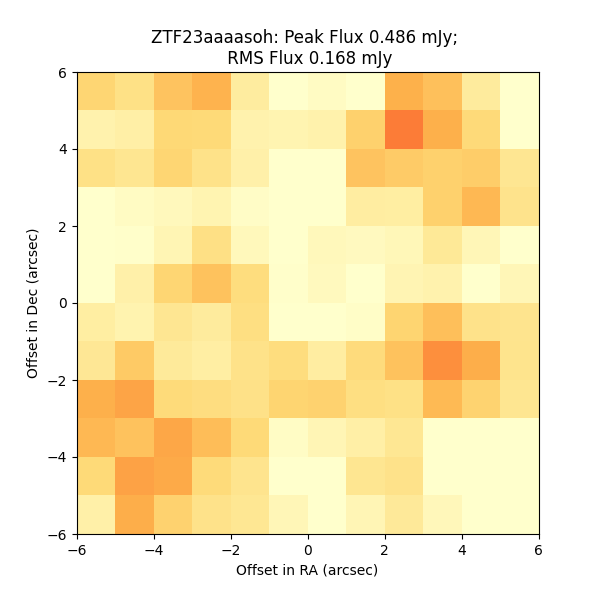 ZTF23aaaasoh: Peak Flux 0.486 mJy;
RMS Flux 0.168 mJy
6
4
2
0
−2
−4
−6
Offset in Dec (arcsec)
−6 −4 −2 0 2 4 6
Offset in RA (arcsec)